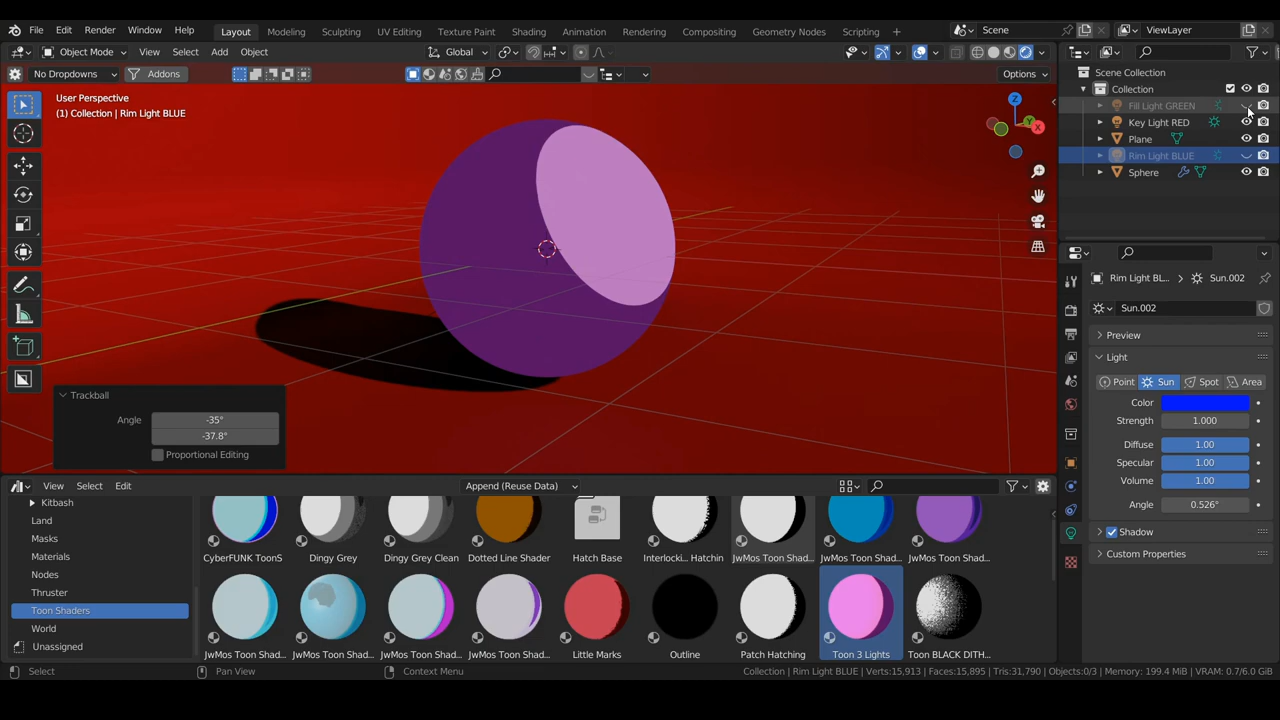 File Edit Render Window Help Layout Modeling Sculpting UV Editing Texture Paint Shading Animation Rendering Compositing Geometry Nodes Scripting Scene ViewLayer
Object Mode View Select Add Object Global
No Dropdowns Addons Options
User Perspective
(1) Collection | Rim Light BLUE
Z
Y
X
Scene Collection
Collection
Fill Light GREEN
Key Light RED
Plane
Rim Light BLUE
Sphere
Rim Light BL... Sun.002
Sun.002
Preview
Light
Point Sun Spot Area
Color
Strength 1.000
Diffuse 1.00
Specular 1.00
Volume 1.00
Angle 0.526°
Shadow
Custom Properties
Trackball
Angle -35°
-37.8°
Proportional Editing
View Select Edit Append (Reuse Data)
Kitbash
Land
Masks
Materials
Nodes
Thruster
Toon Shaders
World
Unassigned
CyberFUNK ToonS Dingy Grey Dingy Grey Clean Dotted Line Shader Hatch Base Interlocki... Hatchin JwMos Toon Shad... JwMos Toon Shad... JwMos Toon Shad...
JwMos Toon Shad... JwMos Toon Shad... JwMos Toon Shad... JwMos Toon Shad... Little Marks Outline Patch Hatching Toon 3 Lights Toon BLACK DITH...
Select Pan View Context Menu Collection | Rim Light BLUE | Verts:15,913 | Faces:15,895 | Tris:31,790 | Objects:0/3 | Memory: 199.4 MiB | VRAM: 0.7/6.0 GiB